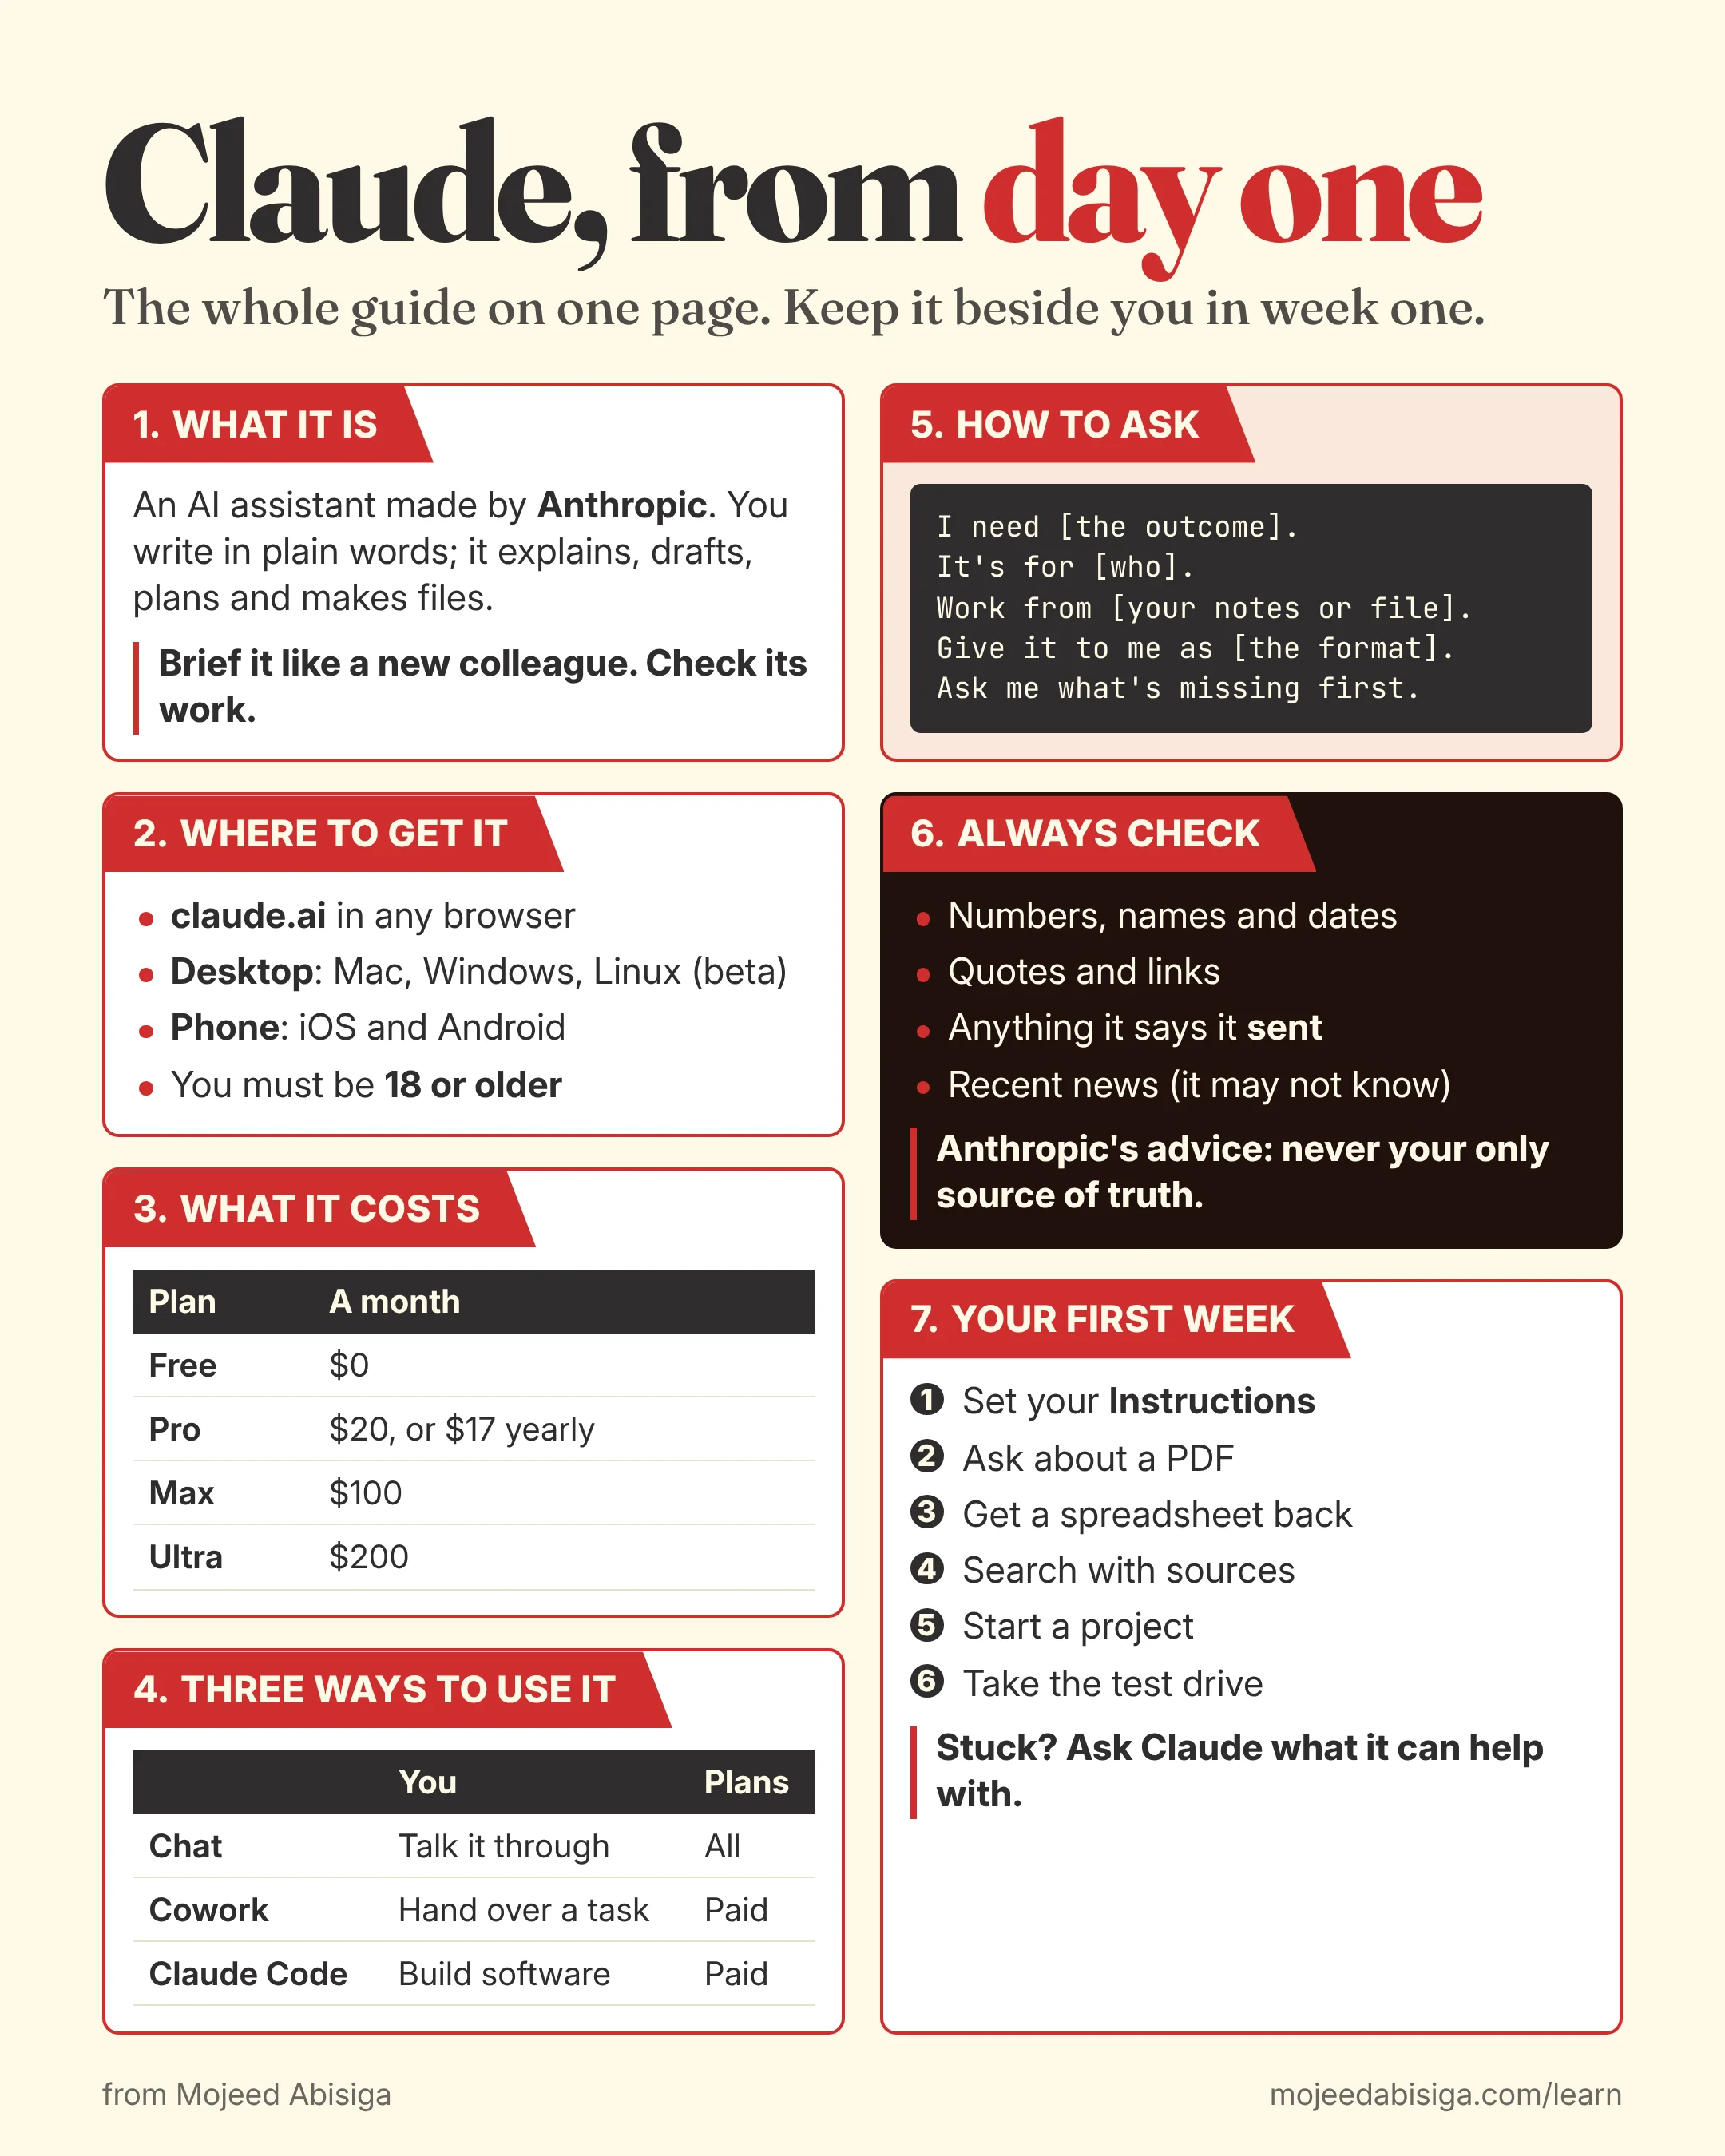 Claude, from day one
The whole guide on one page. Keep it beside you in week one.
1. WHAT IT IS
An AI assistant made by Anthropic. You
write in plain words; it explains, drafts,
plans and makes files.
Brief it like a new colleague. Check its
work.
2. WHERE TO GET IT
• claude.ai in any browser
• Desktop: Mac, Windows, Linux (beta)
• Phone: iOS and Android
• You must be 18 or older
3. WHAT IT COSTS
Plan A month
Free $0
Pro $20, or $17 yearly
Max $100
Ultra $200
4. THREE WAYS TO USE IT
You Plans
Chat Talk it through All
Cowork Hand over a task Paid
Claude Code Build software Paid
5. HOW TO ASK
I need [the outcome].
It's for [who].
Work from [your notes or file].
Give it to me as [the format].
Ask me what's missing first.
6. ALWAYS CHECK
• Numbers, names and dates
• Quotes and links
• Anything it says it sent
• Recent news (it may not know)
Anthropic's advice: never your only
source of truth.
7. YOUR FIRST WEEK
1 Set your Instructions
2 Ask about a PDF
3 Get a spreadsheet back
4 Search with sources
5 Start a project
6 Take the test drive
Stuck? Ask Claude what it can help
with.
from Mojeed Abisiga
mojeedabisiga.com/learn